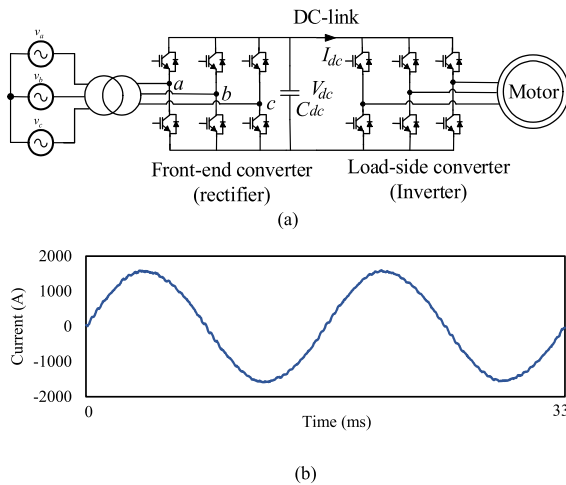 DC-link
v_a
v_b
v_c
a
b
c
I_dc
V_dc
C_dc
Motor
Front-end converter
(rectifier)
Load-side converter
(Inverter)
(a)
Current (A)
2000
1000
0
-1000
-2000
0
33
Time (ms)
(b)